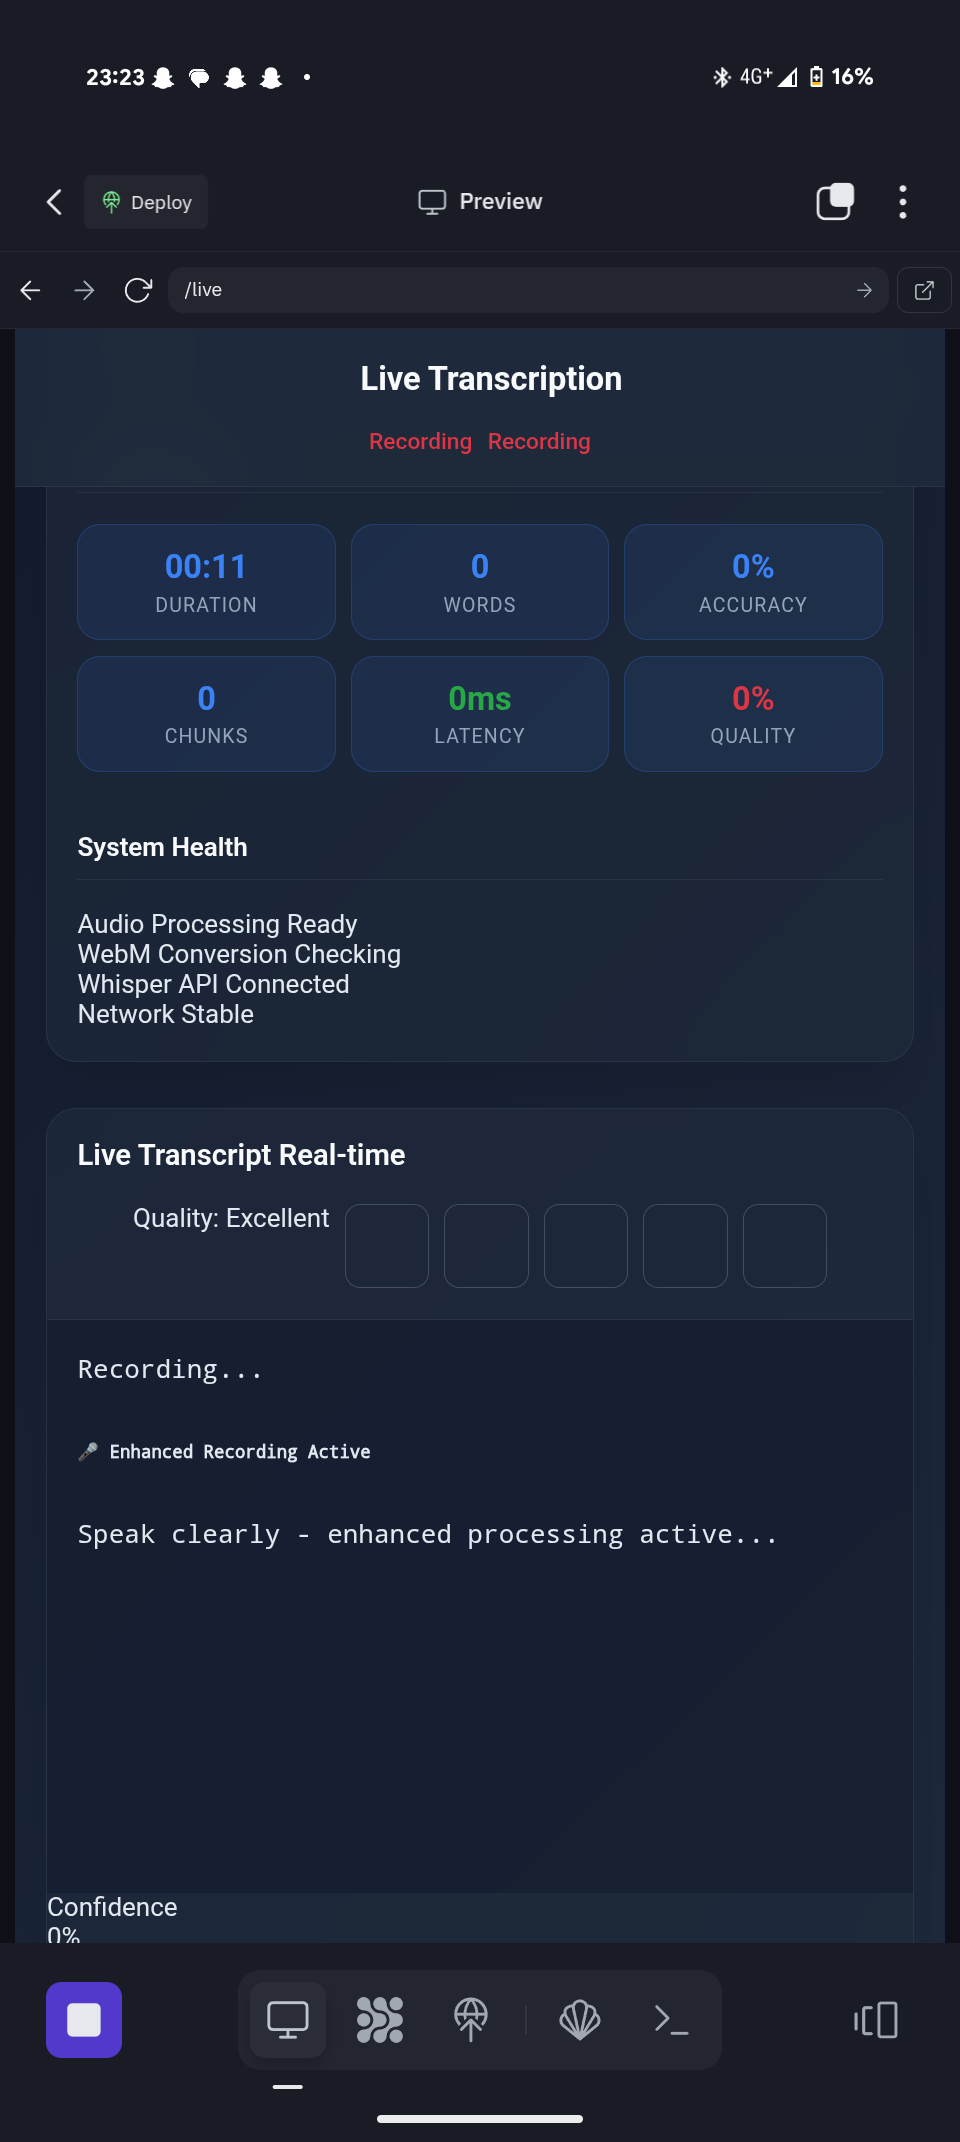 23:23
4G+ 16%
Deploy
Preview
/live
Live Transcription
Recording Recording
00:11
DURATION
0
WORDS
0%
ACCURACY
0
CHUNKS
0ms
LATENCY
0%
QUALITY
System Health
Audio Processing Ready
WebM Conversion Checking
Whisper API Connected
Network Stable
Live Transcript Real-time
Quality: Excellent
Recording...
🎤 Enhanced Recording Active
Speak clearly - enhanced processing active...
Confidence
0%